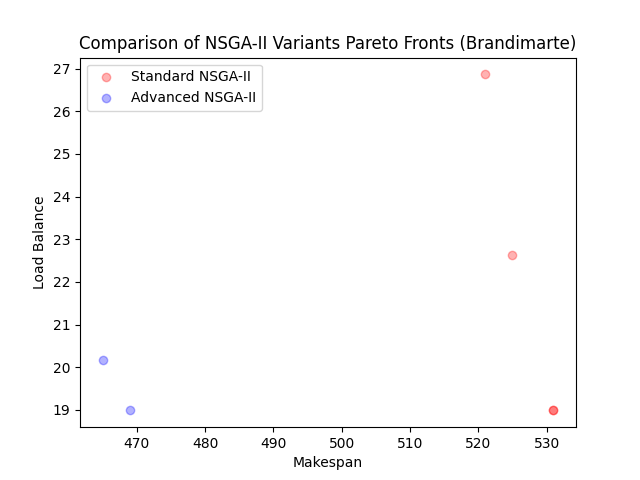 Comparison of NSGA-II Variants Pareto Fronts (Brandimarte)
Standard NSGA-II
Advanced NSGA-II
27
26
25
24
23
22
21
20
19
Load Balance
470 480 490 500 510 520 530
Makespan